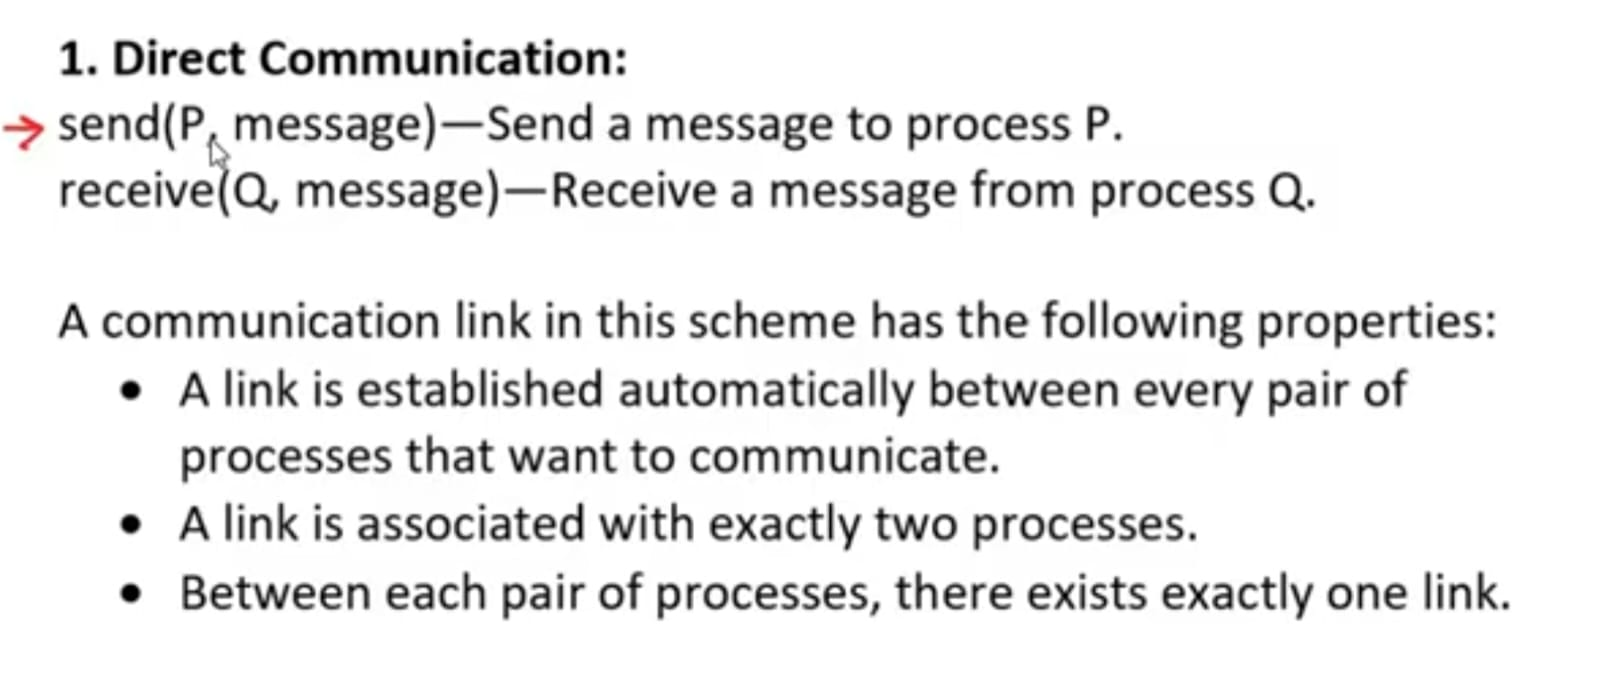 1. Direct Communication:
send(P, message)—Send a message to process P.
receive(Q, message)—Receive a message from process Q.
A communication link in this scheme has the following properties:
• A link is established automatically between every pair of
processes that want to communicate.
• A link is associated with exactly two processes.
• Between each pair of processes, there exists exactly one link.